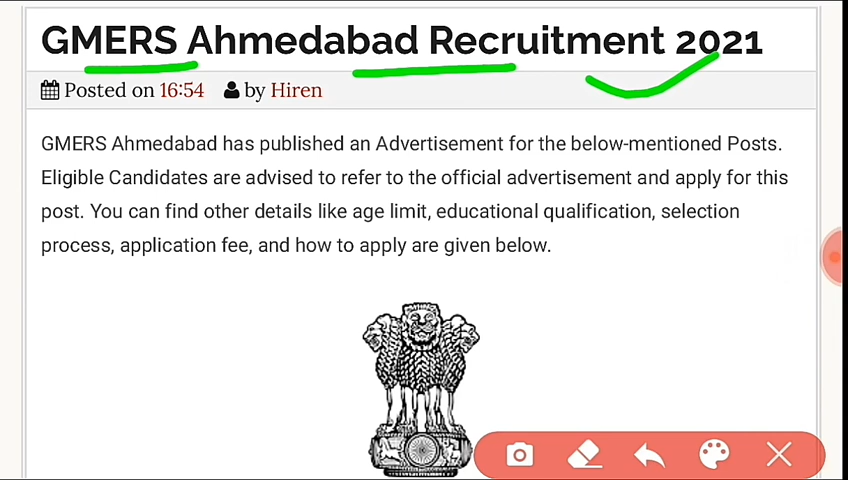 GMERS Ahmedabad Recruitment 2021
Posted on 16:54 by Hiren
GMERS Ahmedabad has published an Advertisement for the below-mentioned Posts.
Eligible Candidates are advised to refer to the official advertisement and apply for this
post. You can find other details like age limit, educational qualification, selection
process, application fee, and how to apply are given below.